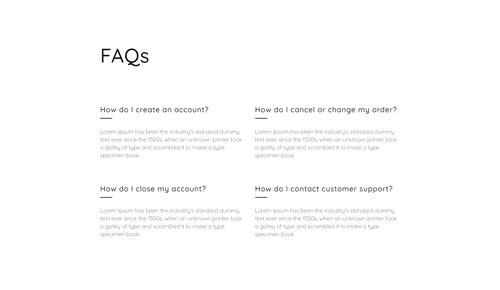 FAQs
How do I create an account?
Lorem Ipsum has been the industry's standard dummy
text ever since the 1500s, when an unknown printer took
a galley of type and scrambled it to make a type
specimen book.
How do I cancel or change my order?
Lorem Ipsum has been the industry's standard dummy
text ever since the 1500s, when an unknown printer took
a galley of type and scrambled it to make a type
specimen book.
How do I close my account?
Lorem Ipsum has been the industry's standard dummy
text ever since the 1500s, when an unknown printer took
a galley of type and scrambled it to make a type
specimen book.
How do I contact customer support?
Lorem Ipsum has been the industry's standard dummy
text ever since the 1500s, when an unknown printer took
a galley of type and scrambled it to make a type
specimen book.